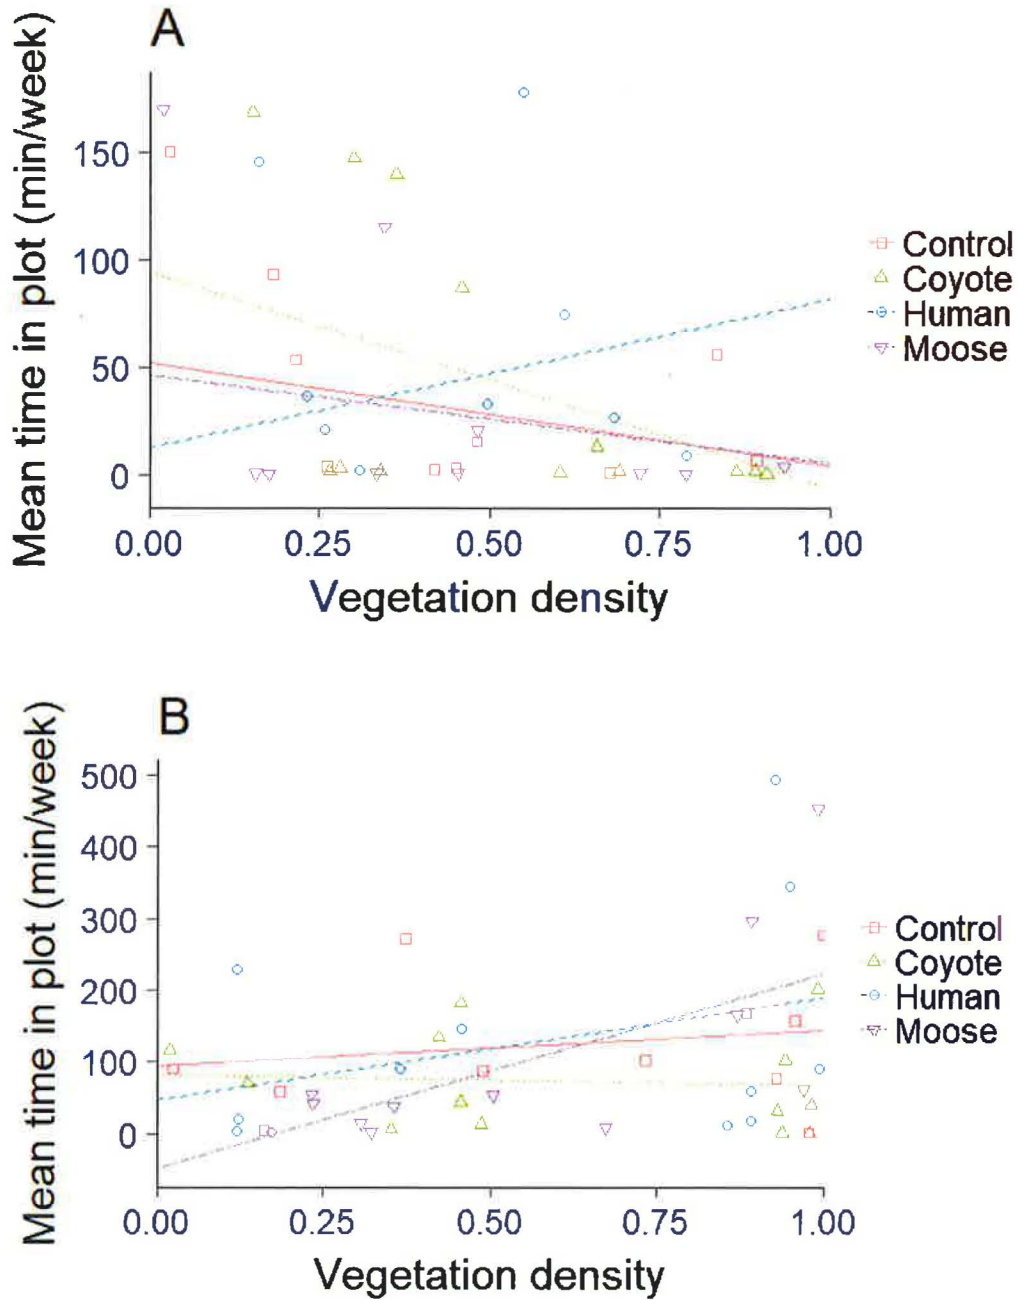 A
Mean time in plot (min/week)
150
100
50
0
0.00 0.25 0.50 0.75 1.00
Vegetation density
Control
Coyote
Human
Moose
B
Mean time in plot (min/week)
500
400
300
200
100
0
0.00 0.25 0.50 0.75 1.00
Vegetation density
Control
Coyote
Human
Moose